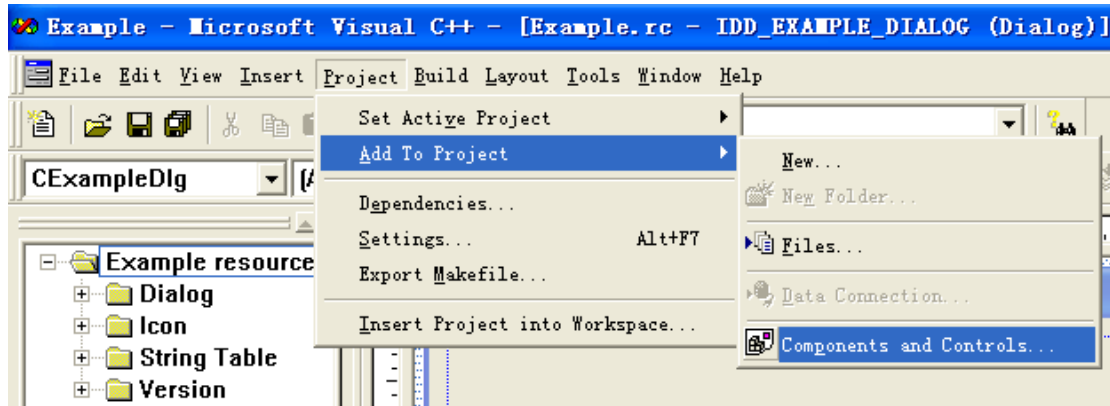 Example - Microsoft Visual C++ - [Example.rc - IDD_EXAMPLE_DIALOG (Dialog)]
File Edit View Insert Project Build Layout Tools Window Help
Set Active Project
Add To Project
Dependencies...
Settings... Alt+F7
Export Makefile...
Insert Project into Workspace...
New...
New Folder...
Files...
Data Connection...
Components and Controls...
CExampleDlg
Example resource
Dialog
Icon
String Table
Version